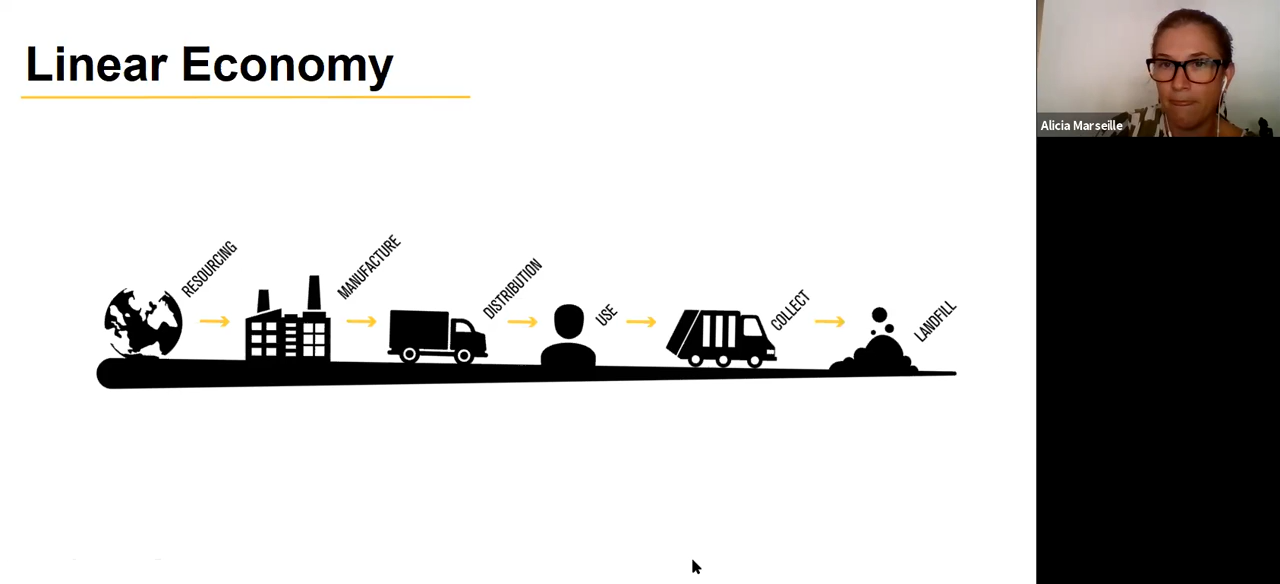 Linear Economy
Alicia Marseille
RESOURCING
MANUFACTURE
DISTRIBUTION
USE
COLLECT
LANDFILL